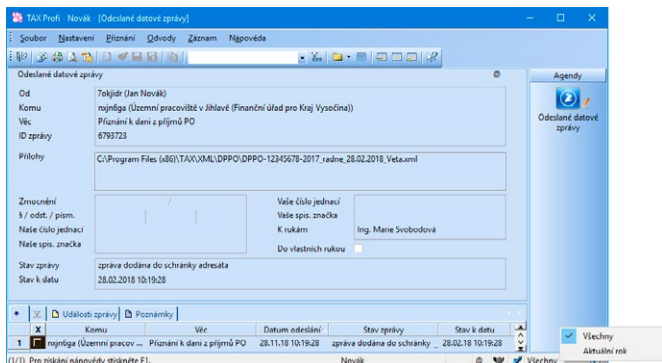 TAX Profi - Novák - [Odeslané datové zprávy]
Soubor Nastavení Přiznání Odvody Záznam Nápověda
Odeslané datové zprávy @
Agendy
Odeslané datové zprávy
Od 7okjidr (Jan Novák)
Komu nxjn6ga (Územní pracoviště v Jihlavě (Finanční úřad pro Kraj Vysočina))
Věc Přiznání k dani z příjmů PO
ID zprávy 6793723
Přílohy C:\Program Files (x86)\TAX\XML\DPPO\DPPO-12345678-2017_radne_28.02.2018_Veta.xml
Zmocnění / Vaše číslo jednací
§ / odst. / písm. Vaše spis. značka
Naše číslo jednací K rukám Ing. Marie Svobodová
Naše spis. značka Do vlastních rukou
Stav zprávy zpráva dodána do schránky adresáta
Stav k datu 28.02.2018 10:19:28
* X Události zprávy Poznámky
X Komu Věc Datum odeslání Stav zprávy Stav k datu
1 nxjn6ga (Územní pracov ... Přiznání k dani z příjmů PO 28.11.18 10:19:28 zpráva dodána do schránky ... 28.02.18 10:19:28
(1/1) Pro získání nápovědy stiskněte F1. Novák @ Všechny
Všechny
Aktuální rok